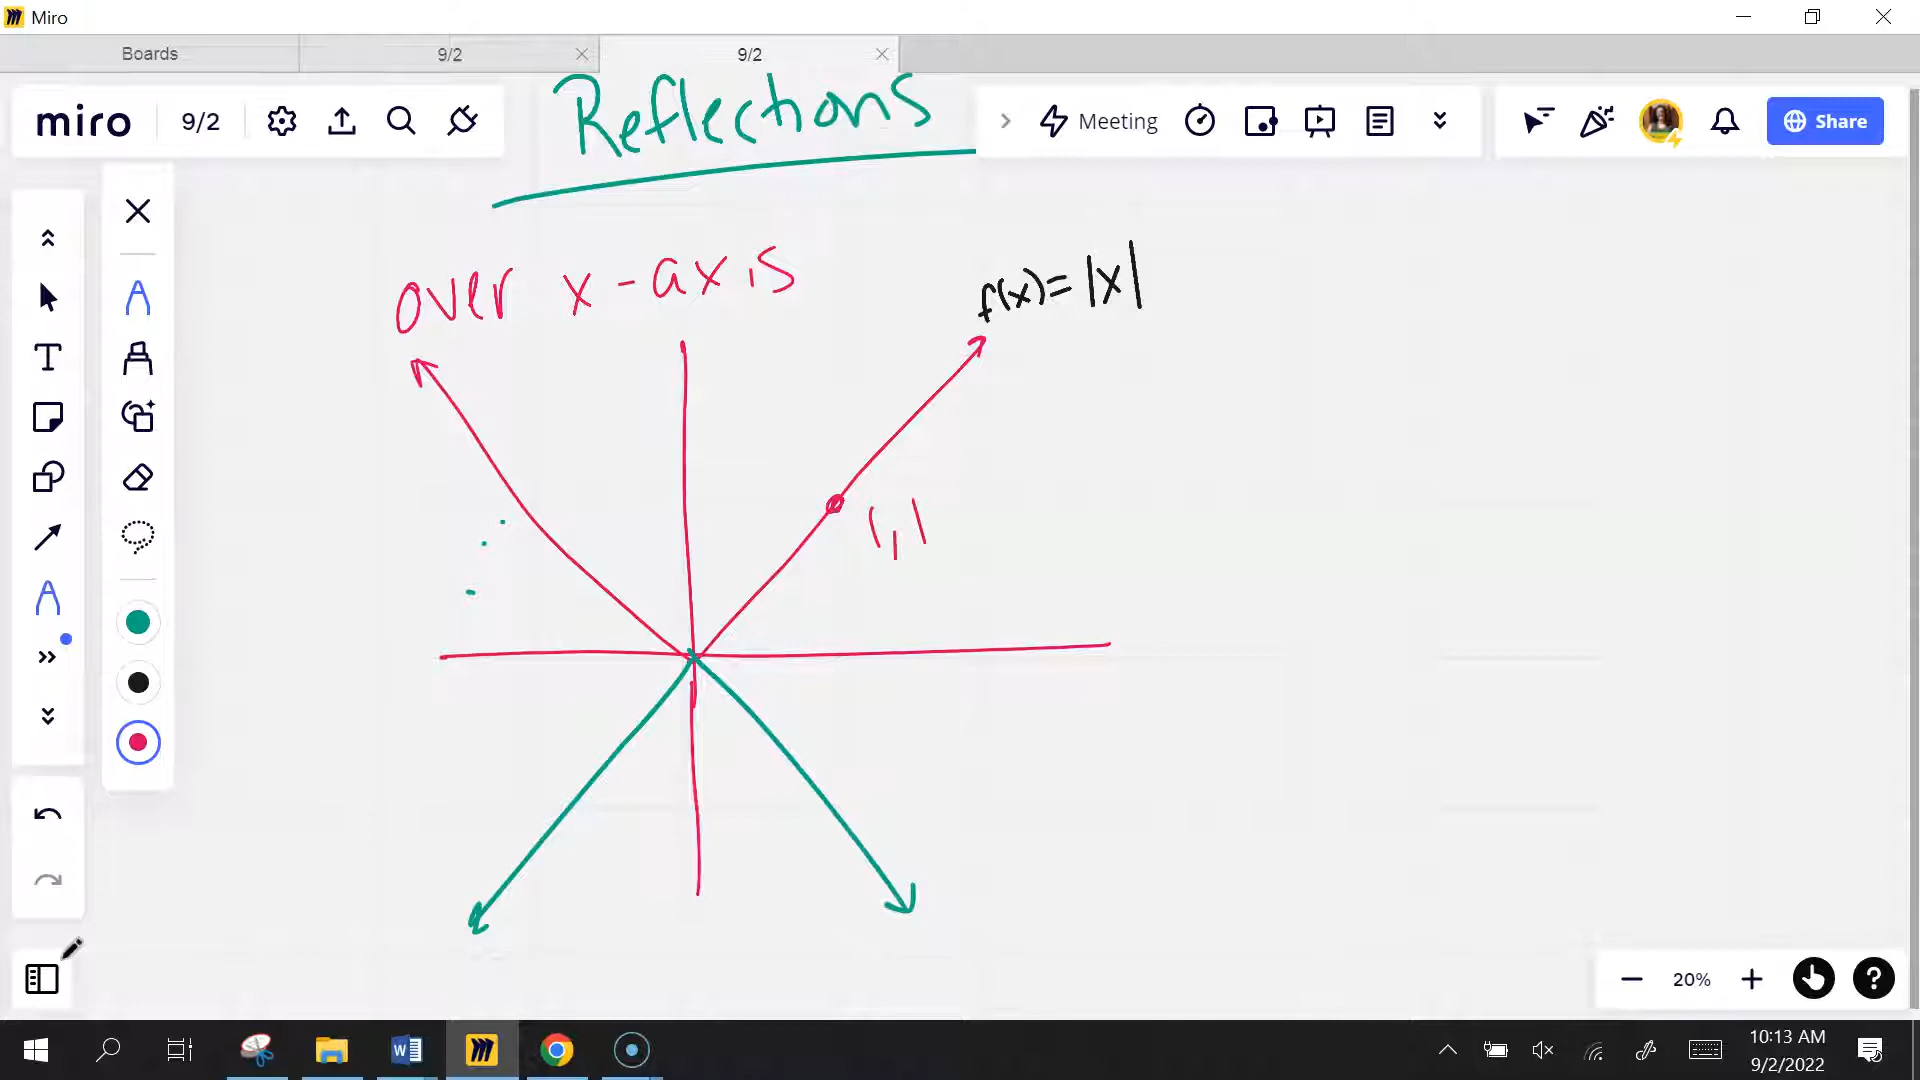 Miro
Boards
9/2
9/2
Reflections
miro
9/2
Meeting
Share
over x-axis
f(x)=|x|
1,1
20%
10:13 AM
9/2/2022